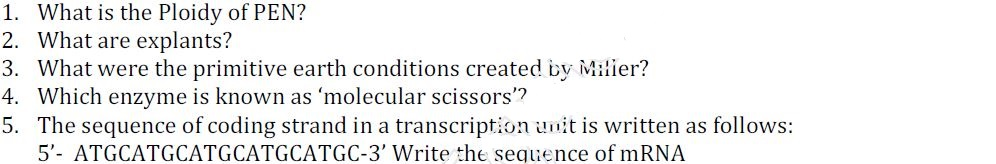 1. What is the Ploidy of PEN?
2. What are explants?
3. What were the primitive earth conditions created by Miller?
4. Which enzyme is known as ‘molecular scissors’?
5. The sequence of coding strand in a transcription unit is written as follows:
5’- ATGCATGCATGCATGCATGC-3’ Write the sequence of mRNA